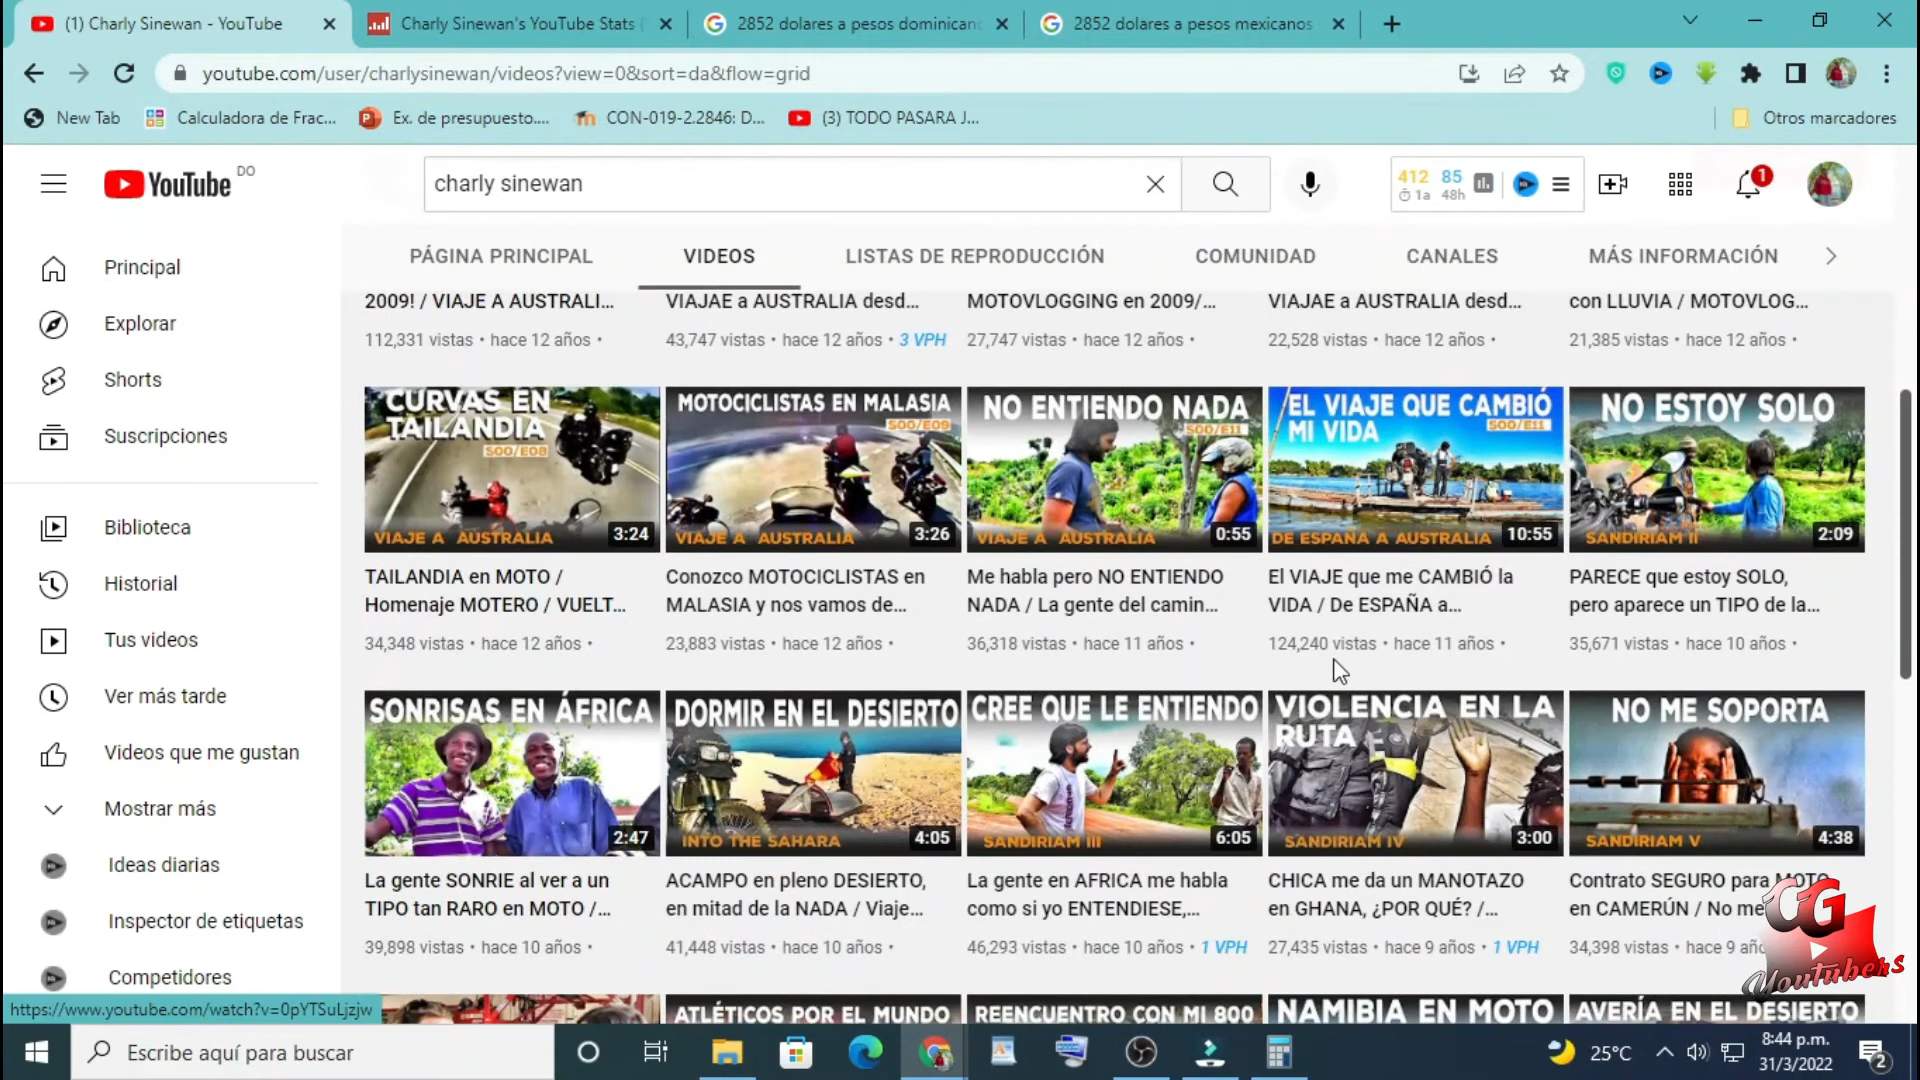 (1) Charly Sinewan - YouTube
Charly Sinewan's YouTube Stats (
2852 dolares a pesos dominican
2852 dolares a pesos mexicanos
youtube.com/user/charlysinewan/videos?view=0&sort=da&flow=grid
New Tab
Calculadora de Frac...
Ex. de presupuesto....
CON-019-2.2846: D...
(3) TODO PASARA J...
Otros marcadores
YouTube DO
charly sinewan
412 85
1a 48h
1
Principal
Explorar
Shorts
Suscripciones
Biblioteca
Historial
Tus videos
Ver más tarde
Videos que me gustan
Mostrar más
Ideas diarias
Inspector de etiquetas
Competidores
PÁGINA PRINCIPAL VIDEOS LISTAS DE REPRODUCCIÓN COMUNIDAD CANALES MÁS INFORMACIÓN
2009! / VIAJE A AUSTRALI...
112,331 vistas • hace 12 años •
VIAJAE a AUSTRALIA desd...
43,747 vistas • hace 12 años • 3 VPH
MOTOVLOGGING en 2009/...
27,747 vistas • hace 12 años •
VIAJAE a AUSTRALIA desd...
22,528 vistas • hace 12 años •
con LLUVIA / MOTOVLOG...
21,385 vistas • hace 12 años •
CURVAS EN
TAILANDIA
S00/E08
VIAJE A AUSTRALIA
3:24
TAILANDIA en MOTO /
Homenaje MOTERO / VUELT...
34,348 vistas • hace 12 años •
MOTOCICLISTAS EN MALASIA
S00/E09
VIAJE A AUSTRALIA
3:26
Conozco MOTOCICLISTAS en
MALASIA y nos vamos de...
23,883 vistas • hace 12 años •
NO ENTIENDO NADA
S00/E11
VIAJE A AUSTRALIA
0:55
Me habla pero NO ENTIENDO
NADA / La gente del camin...
36,318 vistas • hace 11 años •
EL VIAJE QUE CAMBIÓ
MI VIDA
S00/E11
DE ESPAÑA A AUSTRALIA
10:55
El VIAJE que me CAMBIÓ la
VIDA / De ESPAÑA a...
124,240 vistas • hace 11 años •
NO ESTOY SOLO
SANDIRIAM II
2:09
PARECE que estoy SOLO,
pero aparece un TIPO de la...
35,671 vistas • hace 10 años •
SONRISAS EN ÁFRICA
2:47
La gente SONRIE al ver a un
TIPO tan RARO en MOTO /...
39,898 vistas • hace 10 años •
DORMIR EN EL DESIERTO
INTO THE SAHARA
4:05
ACAMPO en pleno DESIERTO,
en mitad de la NADA / Viaje...
41,448 vistas • hace 10 años •
CREE QUE LE ENTIENDO
SANDIRIAM III
6:05
La gente en AFRICA me habla
como si yo ENTENDIESE,...
46,293 vistas • hace 10 años • 1 VPH
VIOLENCIA EN LA
RUTA
SANDIRIAM IV
3:00
CHICA me da un MANOTAZO
en GHANA, ¿POR QUÉ? /...
27,435 vistas • hace 9 años • 1 VPH
NO ME SOPORTA
SANDIRIAM V
4:38
Contrato SEGURO para MOTO
en CAMERÚN / No me
34,398 vistas • hace 9 año
CG
Youtubers
ATLÉTICOS POR EL MUNDO
REENCUENTRO CON MI 800
NAMIBIA EN MOTO
AVERÍA EN EL DESIERTO
https://www.youtube.com/watch?v=0pYTSuLjzjw
Escribe aquí para buscar
25°C
8:44 p.m.
31/3/2022
2